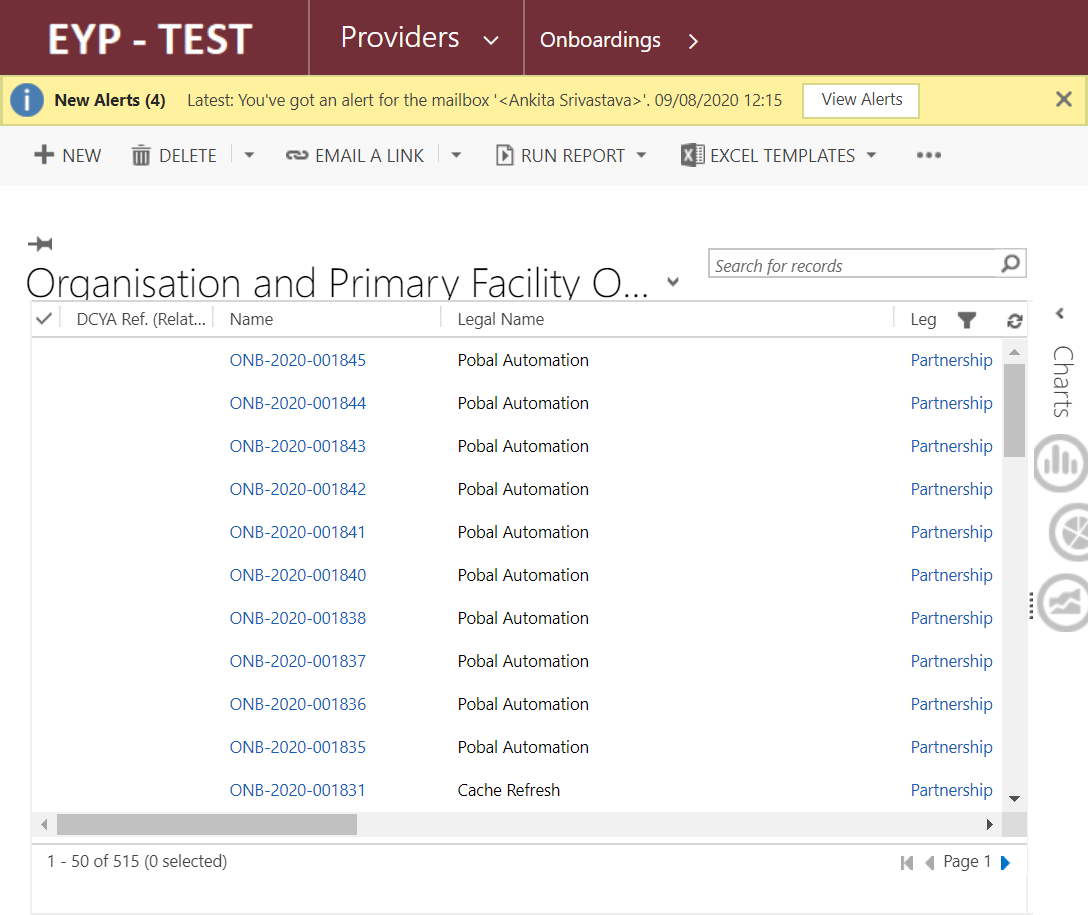 EYP - TEST Providers Onboardings
New Alerts (4) Latest: You've got an alert for the mailbox '<Ankita Srivastava>'. 09/08/2020 12:15 View Alerts
NEW DELETE EMAIL A LINK RUN REPORT EXCEL TEMPLATES
Organisation and Primary Facility O...
Search for records
DCYA Ref. (Relat... Name Legal Name Leg
ONB-2020-001845 Pobal Automation Partnership
ONB-2020-001844 Pobal Automation Partnership
ONB-2020-001843 Pobal Automation Partnership
ONB-2020-001842 Pobal Automation Partnership
ONB-2020-001841 Pobal Automation Partnership
ONB-2020-001840 Pobal Automation Partnership
ONB-2020-001838 Pobal Automation Partnership
ONB-2020-001837 Pobal Automation Partnership
ONB-2020-001836 Pobal Automation Partnership
ONB-2020-001835 Pobal Automation Partnership
ONB-2020-001831 Cache Refresh Partnership
1 - 50 of 515 (0 selected) Page 1
Charts